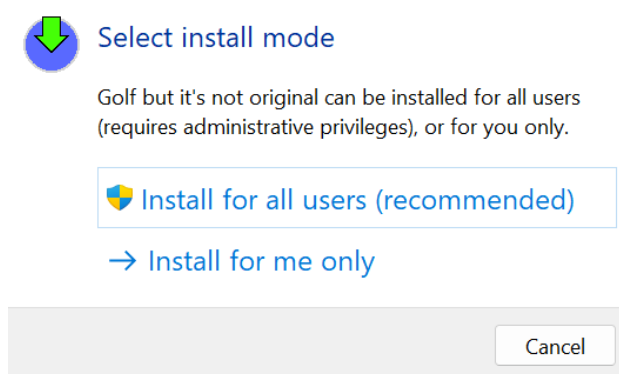 Select install mode
Golf but it's not original can be installed for all users
(requires administrative privileges), or for you only.
Install for all users (recommended)
Install for me only
Cancel